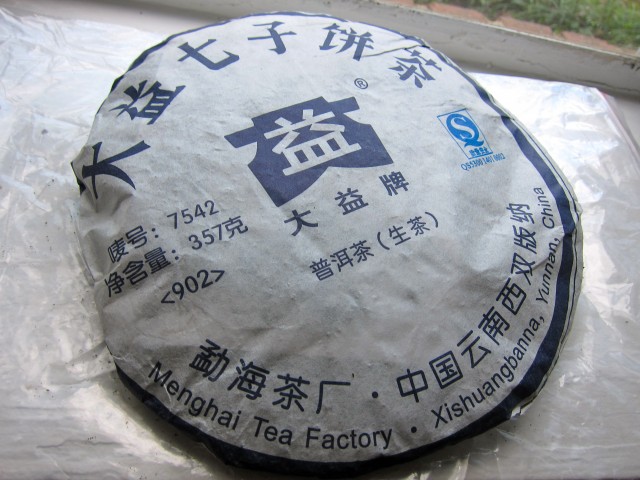 大益七子饼茶
益
®
大益牌
普洱茶（生茶）
唛号：7542
净含量：357克
<902>
勐海茶厂·中国云南西双版纳
Menghai Tea Factory · Xishuangbanna, Yunnan, China